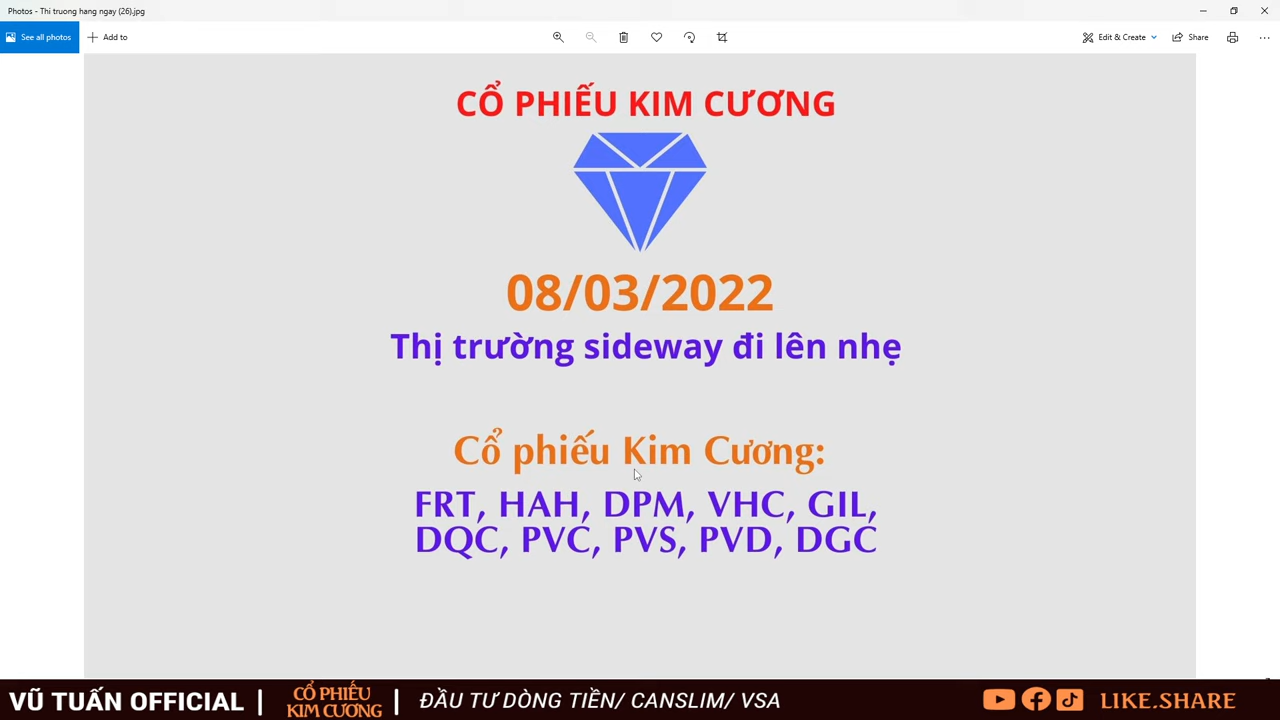 Photos - Thi truong hang ngay (26).jpg
See all photos
Add to
Edit & Create
Share
CỔ PHIẾU KIM CƯƠNG
08/03/2022
Thị trường sideway đi lên nhẹ
Cổ phiếu Kim Cương:
FRT, HAH, DPM, VHC, GIL,
DQC, PVC, PVS, PVD, DGC
VŨ TUẤN OFFICIAL |
CỔ PHIẾU
KIM CƯƠNG
| ĐẦU TƯ DÒNG TIỀN/ CANSLIM/ VSA
LIKE.SHARE